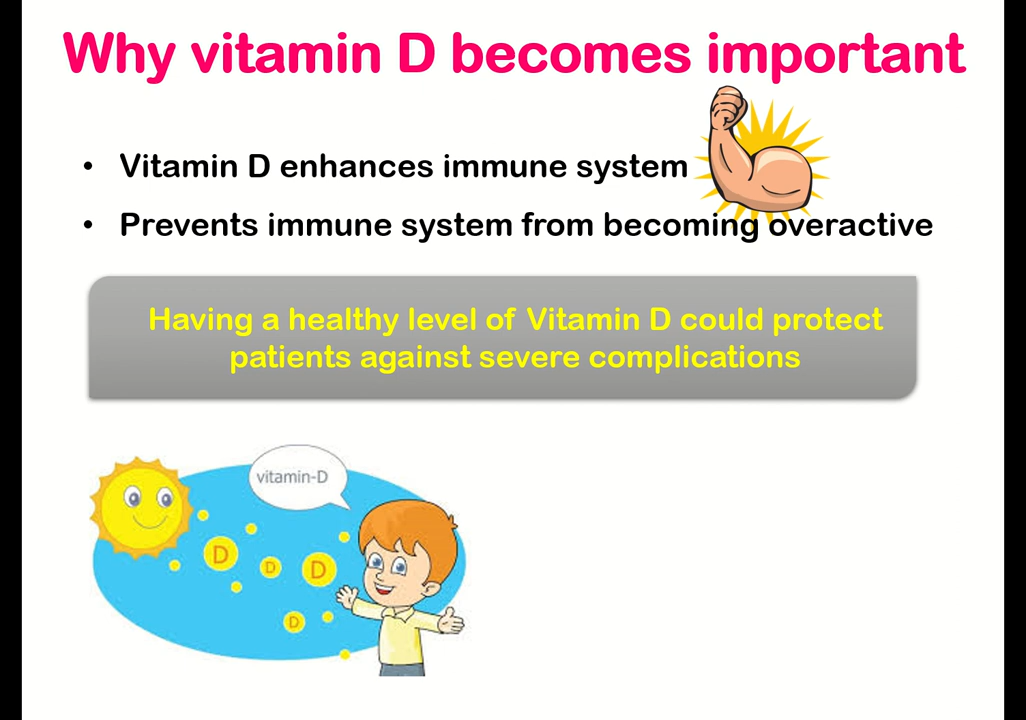 Why vitamin D becomes important
• Vitamin D enhances immune system
• Prevents immune system from becoming overactive
Having a healthy level of Vitamin D could protect
patients against severe complications
vitamin-D
D
D
D
D